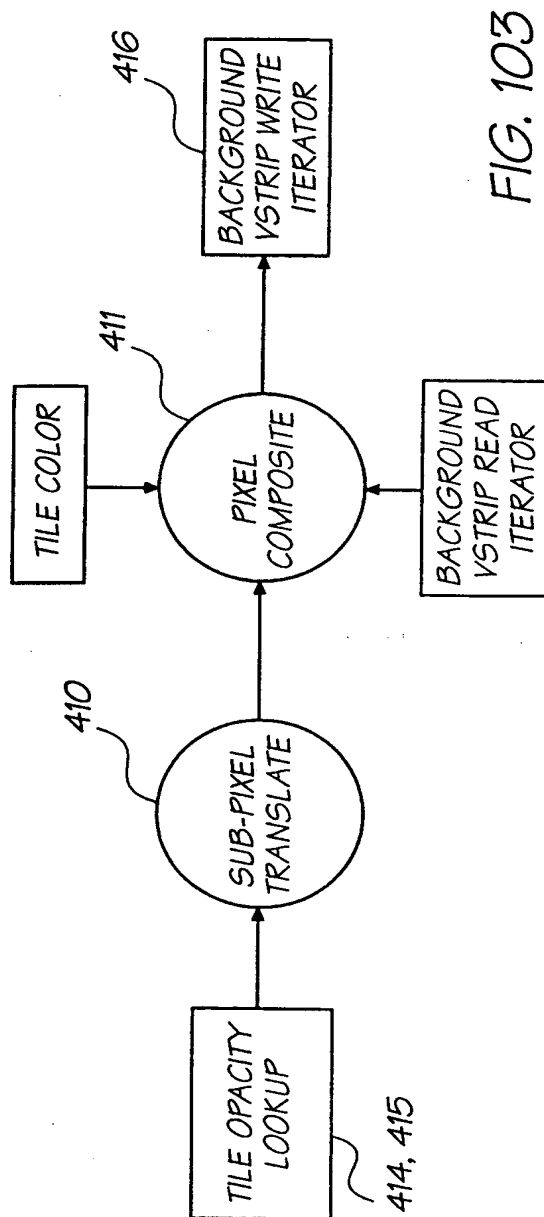 TILE OPACITY
LOOKUP
414, 415
SUB-PIXEL
TRANSLATE
410
TILE COLOR
PIXEL
COMPOSITE
411
BACKGROUND
VSTRIP READ
ITERATOR
BACKGROUND
VSTRIP WRITE
ITERATOR
416
FIG. 103